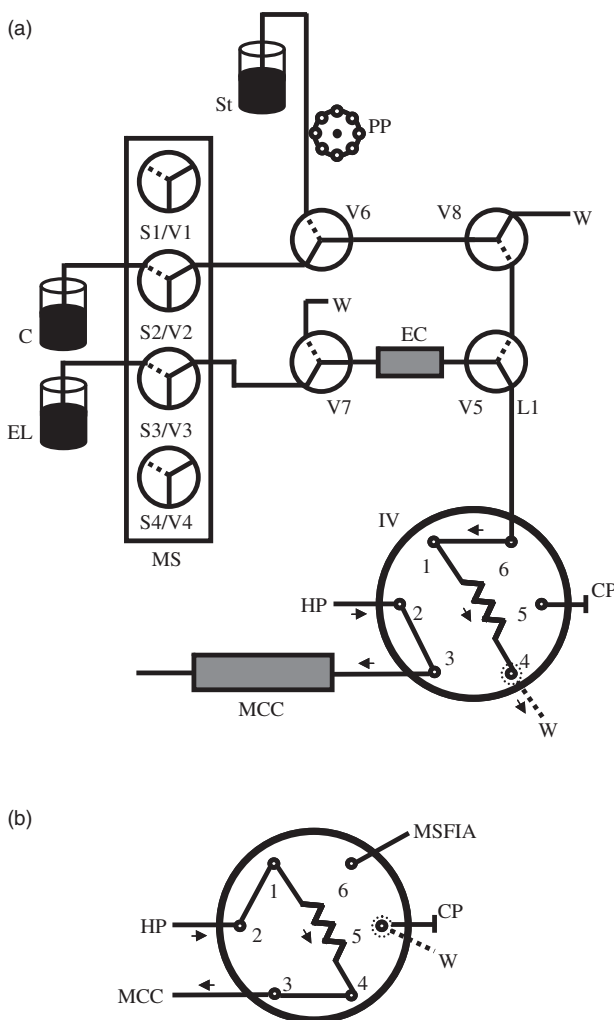 (a)
St
PP
V6
V8
W
S1/V1
C
S2/V2
W
EC
EL
S3/V3
V7
V5
L1
S4/V4
MS
IV
1
6
HP
2
5
CP
3
4
MCC
W
(b)
MSFIA
1
6
CP
HP
2
5
W
MCC
3
4